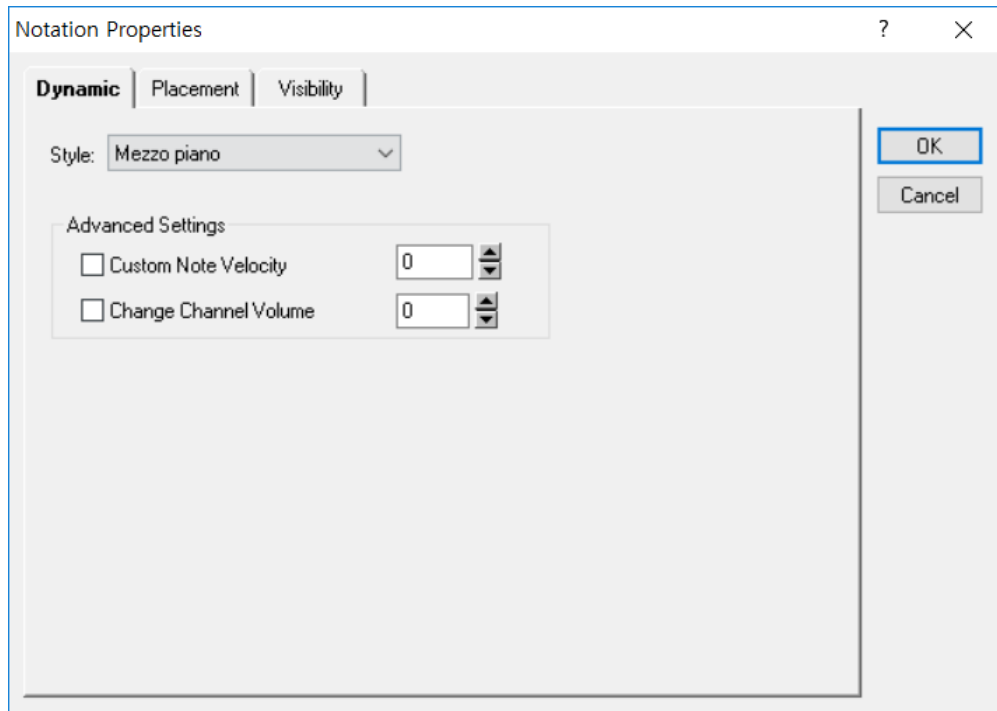 Notation Properties ?
Dynamic Placement Visibility
Style: Mezzo piano
OK
Cancel
Advanced Settings
Custom Note Velocity 0
Change Channel Volume 0